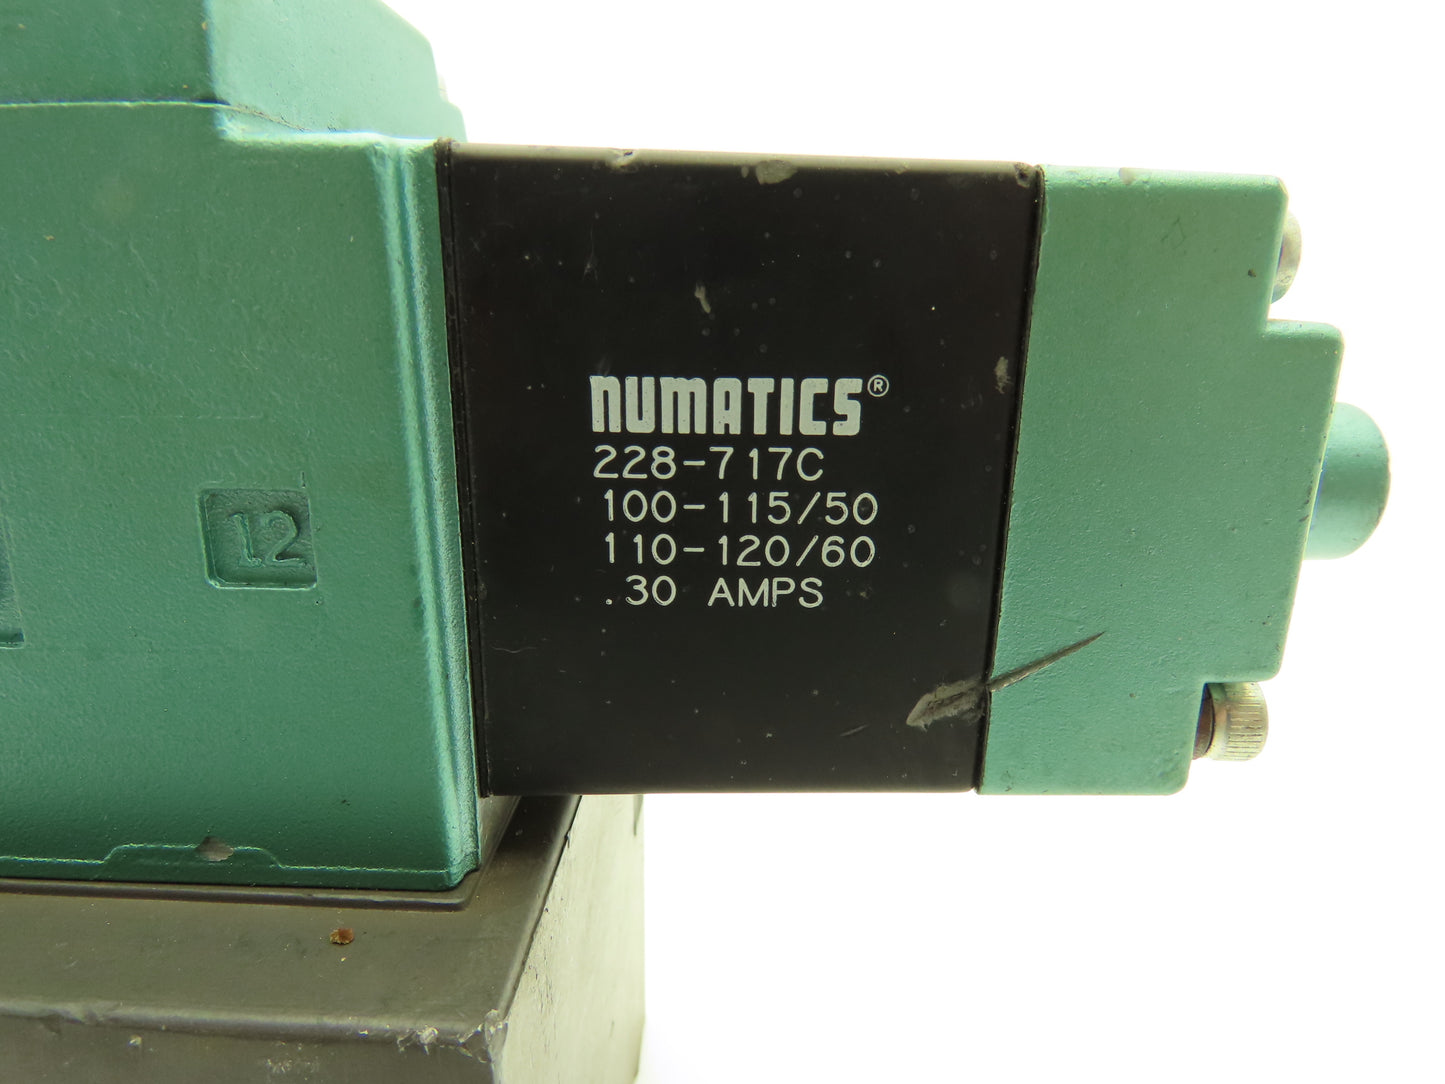 NUMATICS®
228-717C
100-115/50
110-120/60
.30 AMPS
12